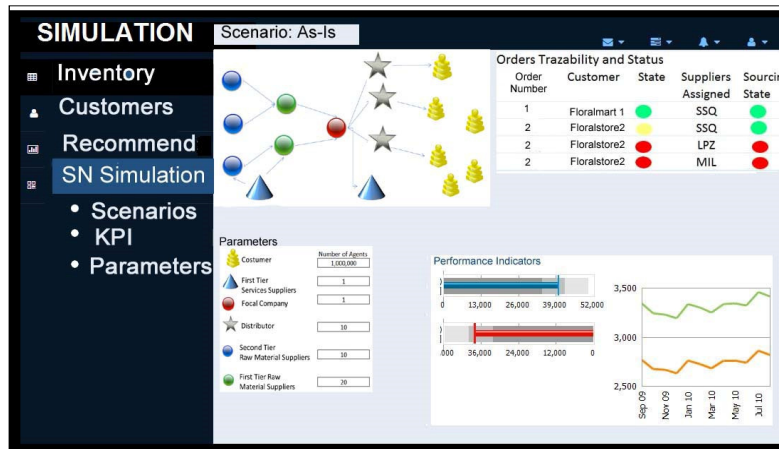 SIMULATION
Scenario: As-Is
Inventory
Customers
Recommend
SN Simulation
Scenarios
KPI
Parameters
Orders Trazability and Status
Order Number Customer State Suppliers Assigned Sourcin State
1 Floralmart 1 SSQ
2 Floralstore2 SSQ
2 Floralstore2 LPZ
2 Floralstore2 MIL
Parameters
Number of Agents
Costumer 1,000,000
First Tier
Services Suppliers 1
Focal Company 1
Distributor 10
Second Tier
Raw Material Suppliers 10
First Tier Raw
Material Suppliers 20
Performance Indicators
0 13,000 26,000 39,000 52,000
.000 36,000 24,000 12,000 0
3,500
3,000
2,500
Sep 09 Nov 09 Jan 10 Mar 10 May 10 Jul 10